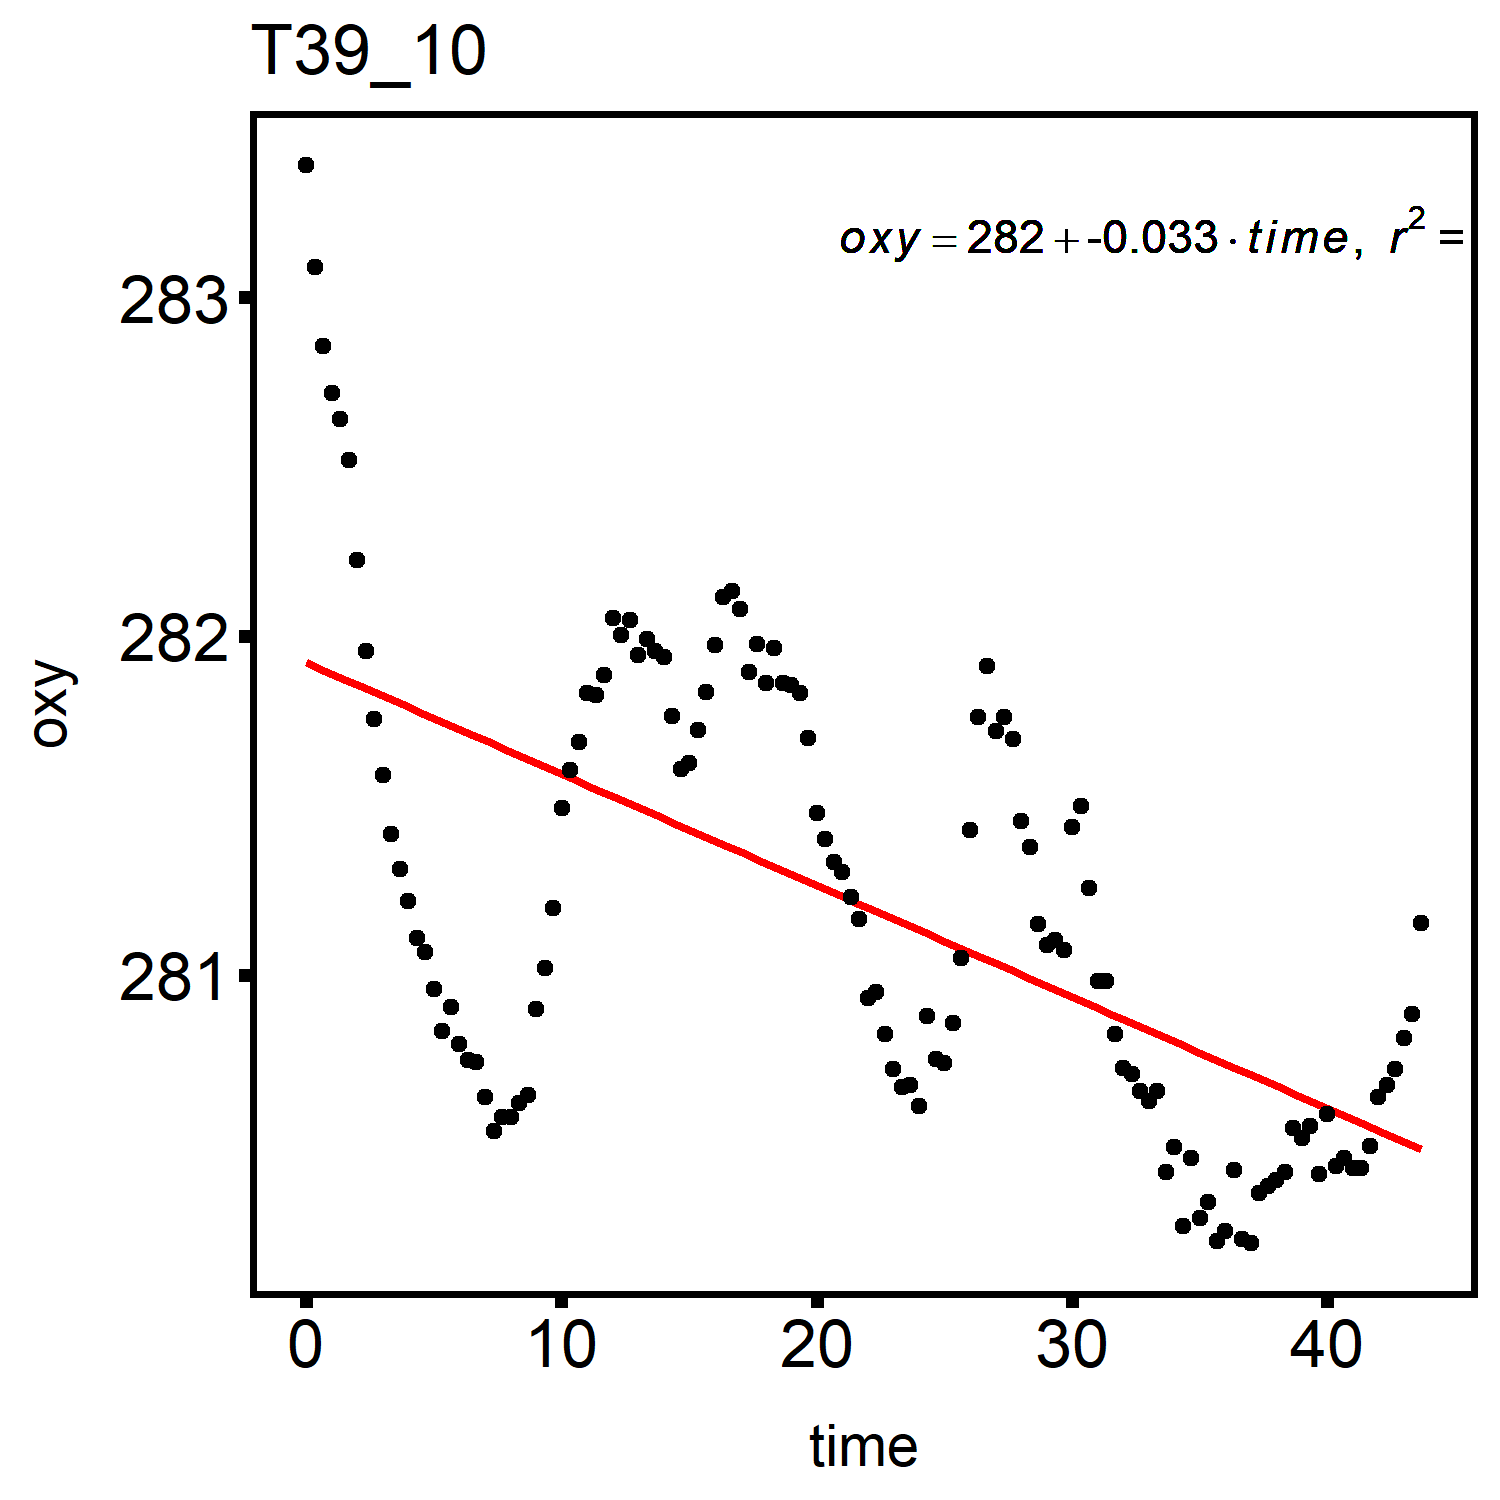 T39_10
oxy = 282 + -0.033 · time, r² =
283
282
281
oxy
0 10 20 30 40
time